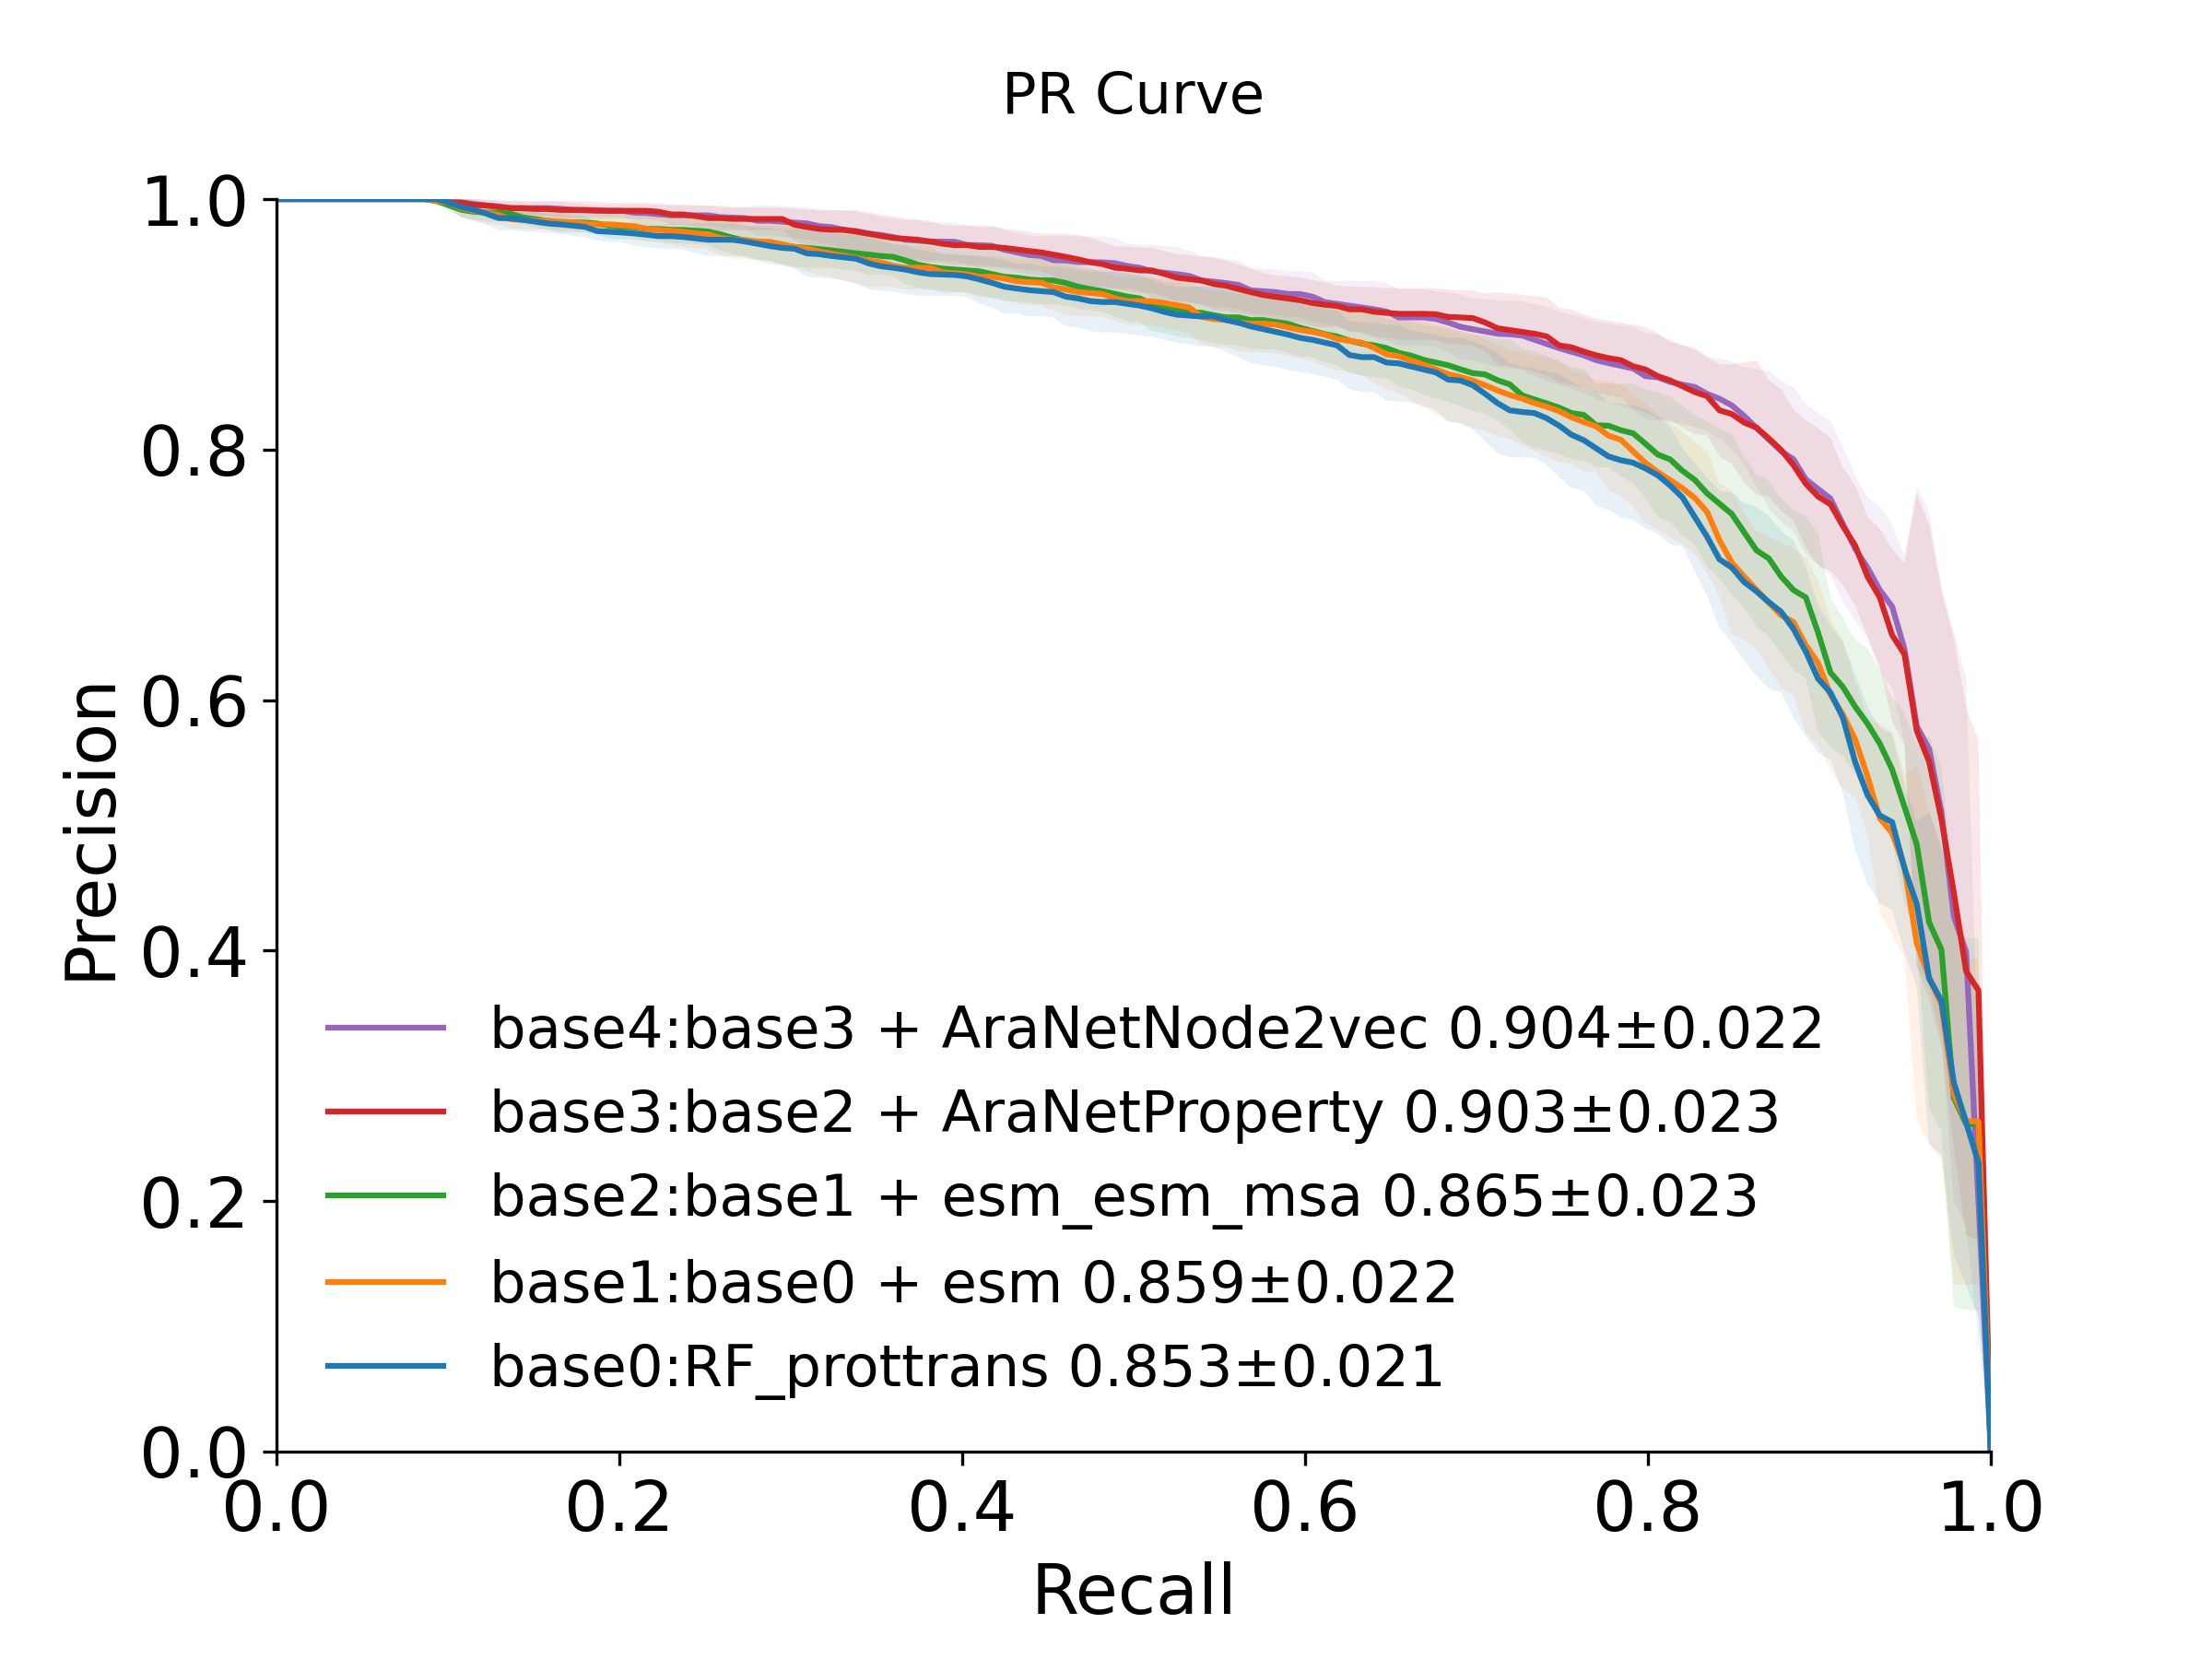 PR Curve
1.0
0.8
0.6
0.4
0.2
0.0
Precision
base4:base3 + AraNetNode2vec 0.904±0.022
base3:base2 + AraNetProperty 0.903±0.023
base2:base1 + esm_esm_msa 0.865±0.023
base1:base0 + esm 0.859±0.022
base0:RF_prottrans 0.853±0.021
0.0 0.2 0.4 0.6 0.8 1.0
Recall